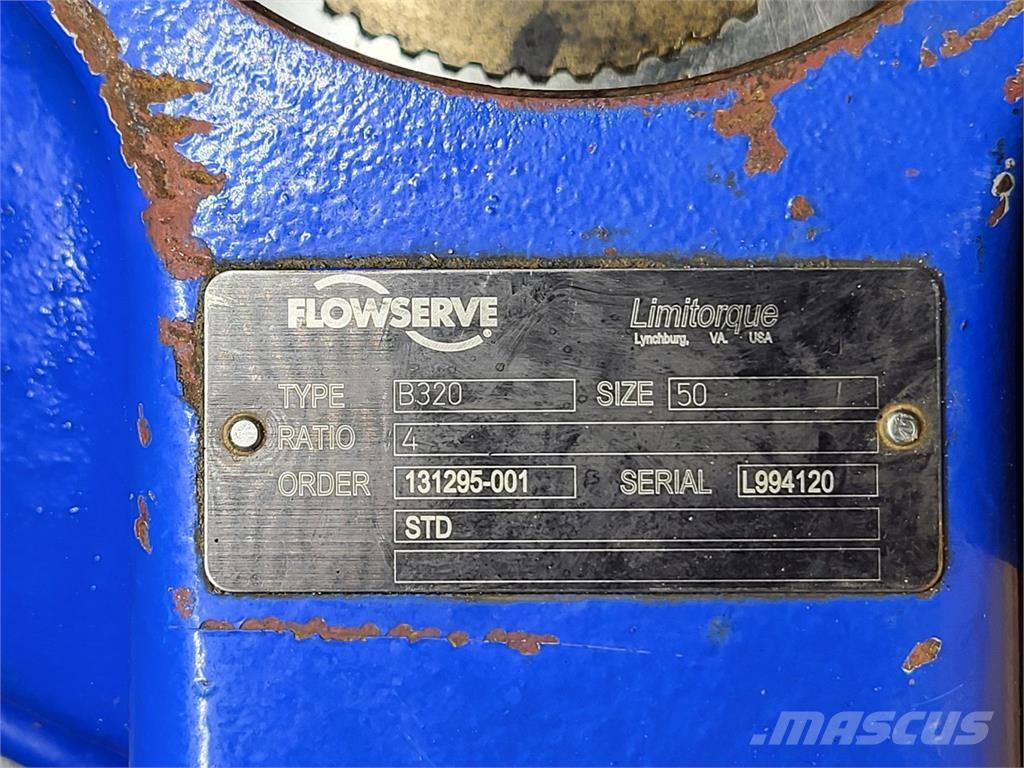 FLOWSERVE® Limitorque
Lynchburg, VA. USA
TYPE B320 SIZE 50
RATIO 4
ORDER 131295-001 SERIAL L994120
STD
MASCUS